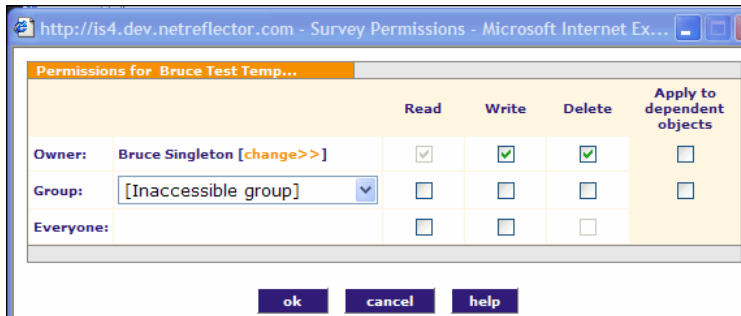 http://is4.dev.netreflector.com - Survey Permissions - Microsoft Internet Ex...
Permissions for Bruce Test Temp...
Read Write Delete Apply to dependent objects
Owner: Bruce Singleton [change>>]
Group: [Inaccessible group]
Everyone:
ok cancel help